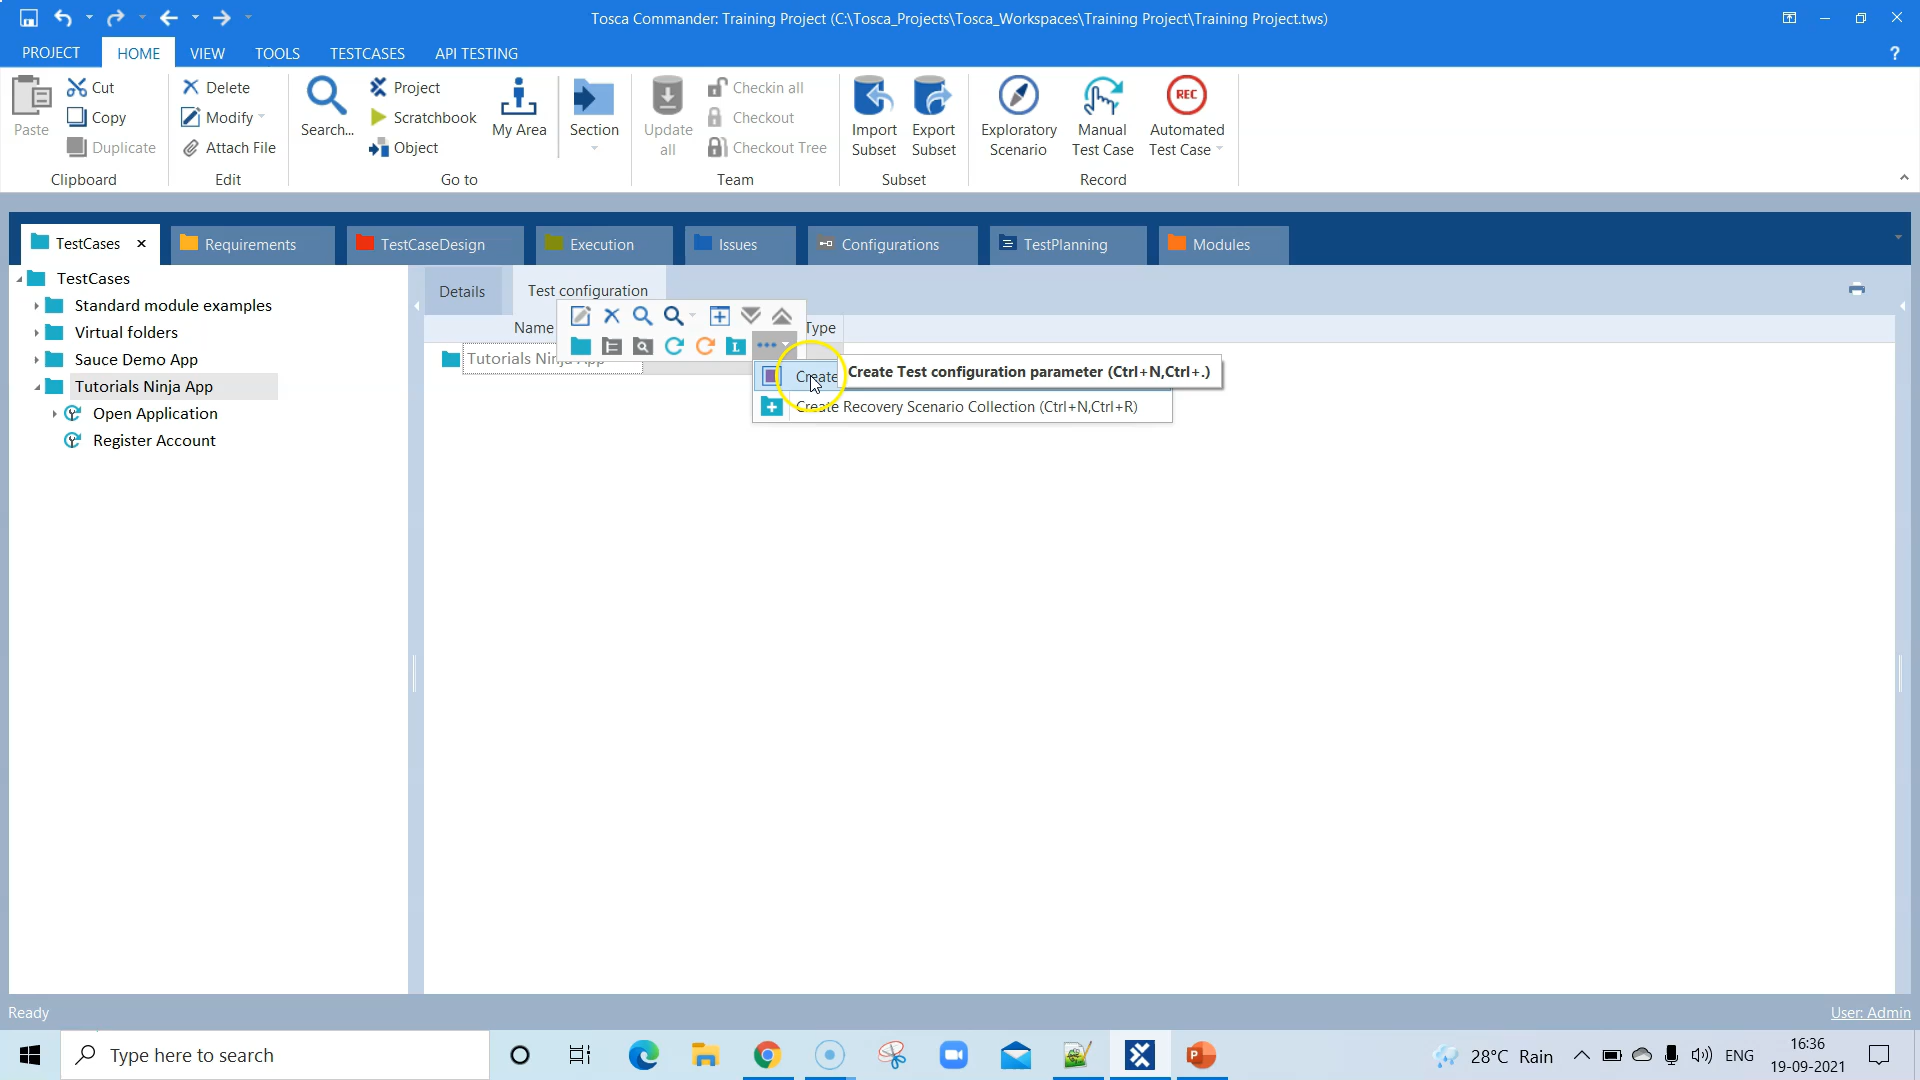 Tosca Commander: Training Project (C:\Tosca_Projects\Tosca_Workspaces\Training Project\Training Project.tws)
PROJECT HOME VIEW TOOLS TESTCASES API TESTING ?
Paste
Cut
Copy
Duplicate
Clipboard
Delete
Modify
Attach File
Edit
Search...
Project
Scratchbook
Object
My Area
Section
Go to
Update all
Checkin all
Checkout
Checkout Tree
Team
Import Subset
Export Subset
Subset
Exploratory Scenario
Manual Test Case
REC
Automated Test Case
Record
TestCases Requirements TestCaseDesign Execution Issues Configurations TestPlanning Modules
TestCases
Standard module examples
Virtual folders
Sauce Demo App
Tutorials Ninja App
Open Application
Register Account
Details Test configuration
Name Type
L
Tutorials Ninja App
Create
Create Test configuration parameter (Ctrl+N,Ctrl+.)
Create Recovery Scenario Collection (Ctrl+N,Ctrl+R)
Ready User: Admin
Type here to search
28°C Rain ENG
16:36
19-09-2021